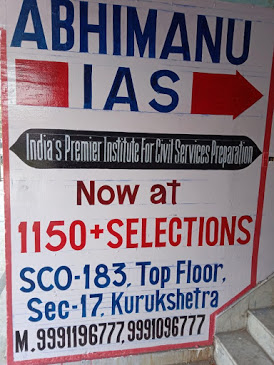 ABHIMANU
IAS
India's Premier Institute For Civil Services Preparation
Now at
1150+SELECTIONS
SCO-183, Top Floor,
Sec-17, Kurukshetra
M. 9991196777, 9991096777